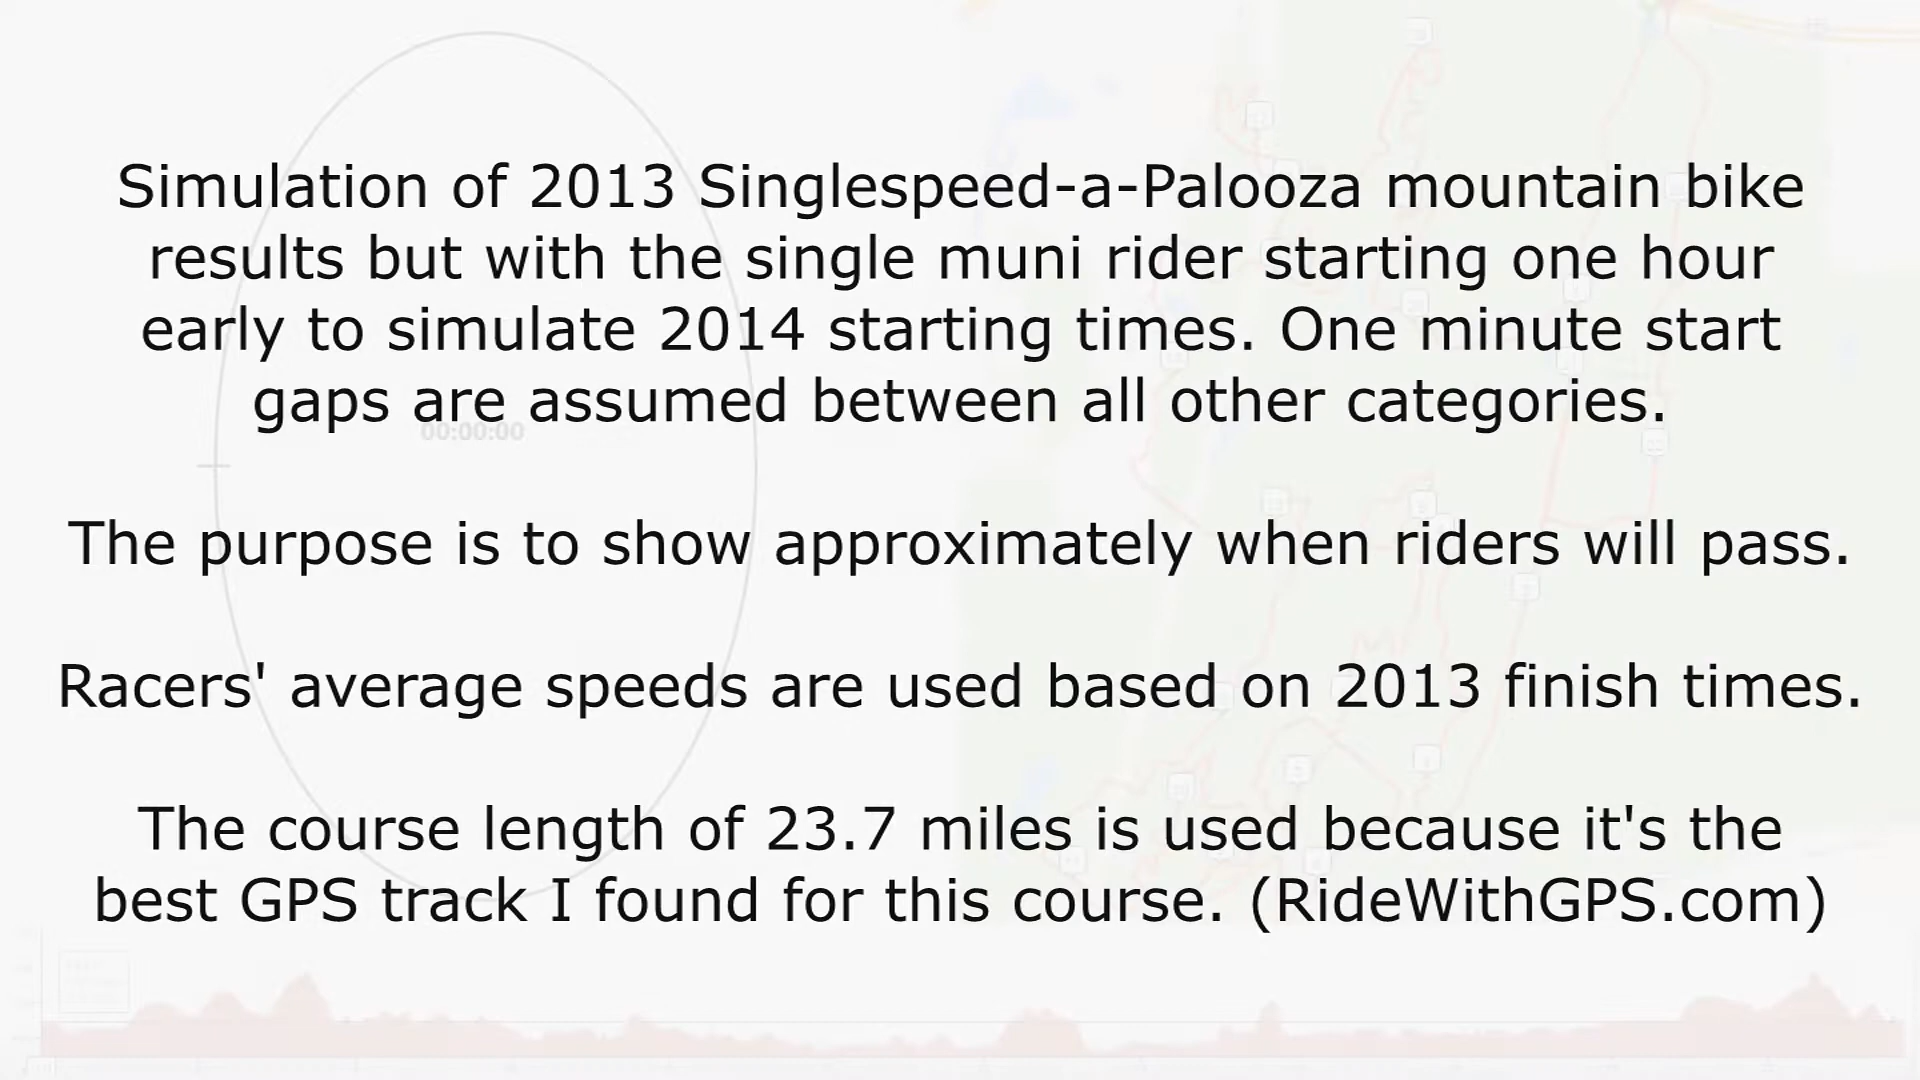 Simulation of 2013 Singlespeed-a-Palooza mountain bike
results but with the single muni rider starting one hour
early to simulate 2014 starting times. One minute start
gaps are assumed between all other categories.
00:00:00
The purpose is to show approximately when riders will pass.
Racers' average speeds are used based on 2013 finish times.
The course length of 23.7 miles is used because it's the
best GPS track I found for this course. (RideWithGPS.com)